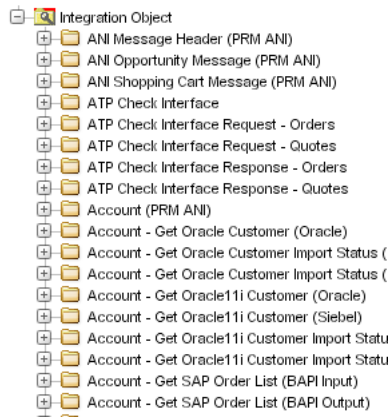 Integration Object
ANI Message Header (PRM ANI)
ANI Opportunity Message (PRM ANI)
ANI Shopping Cart Message (PRM ANI)
ATP Check Interface
ATP Check Interface Request - Orders
ATP Check Interface Request - Quotes
ATP Check Interface Response - Orders
ATP Check Interface Response - Quotes
Account (PRM ANI)
Account - Get Oracle Customer (Oracle)
Account - Get Oracle Customer Import Status (
Account - Get Oracle Customer Import Status (
Account - Get Oracle11i Customer (Oracle)
Account - Get Oracle11i Customer (Siebel)
Account - Get Oracle11i Customer Import Statu
Account - Get Oracle11i Customer Import Statu
Account - Get SAP Order List (BAPI Input)
Account - Get SAP Order List (BAPI Output)